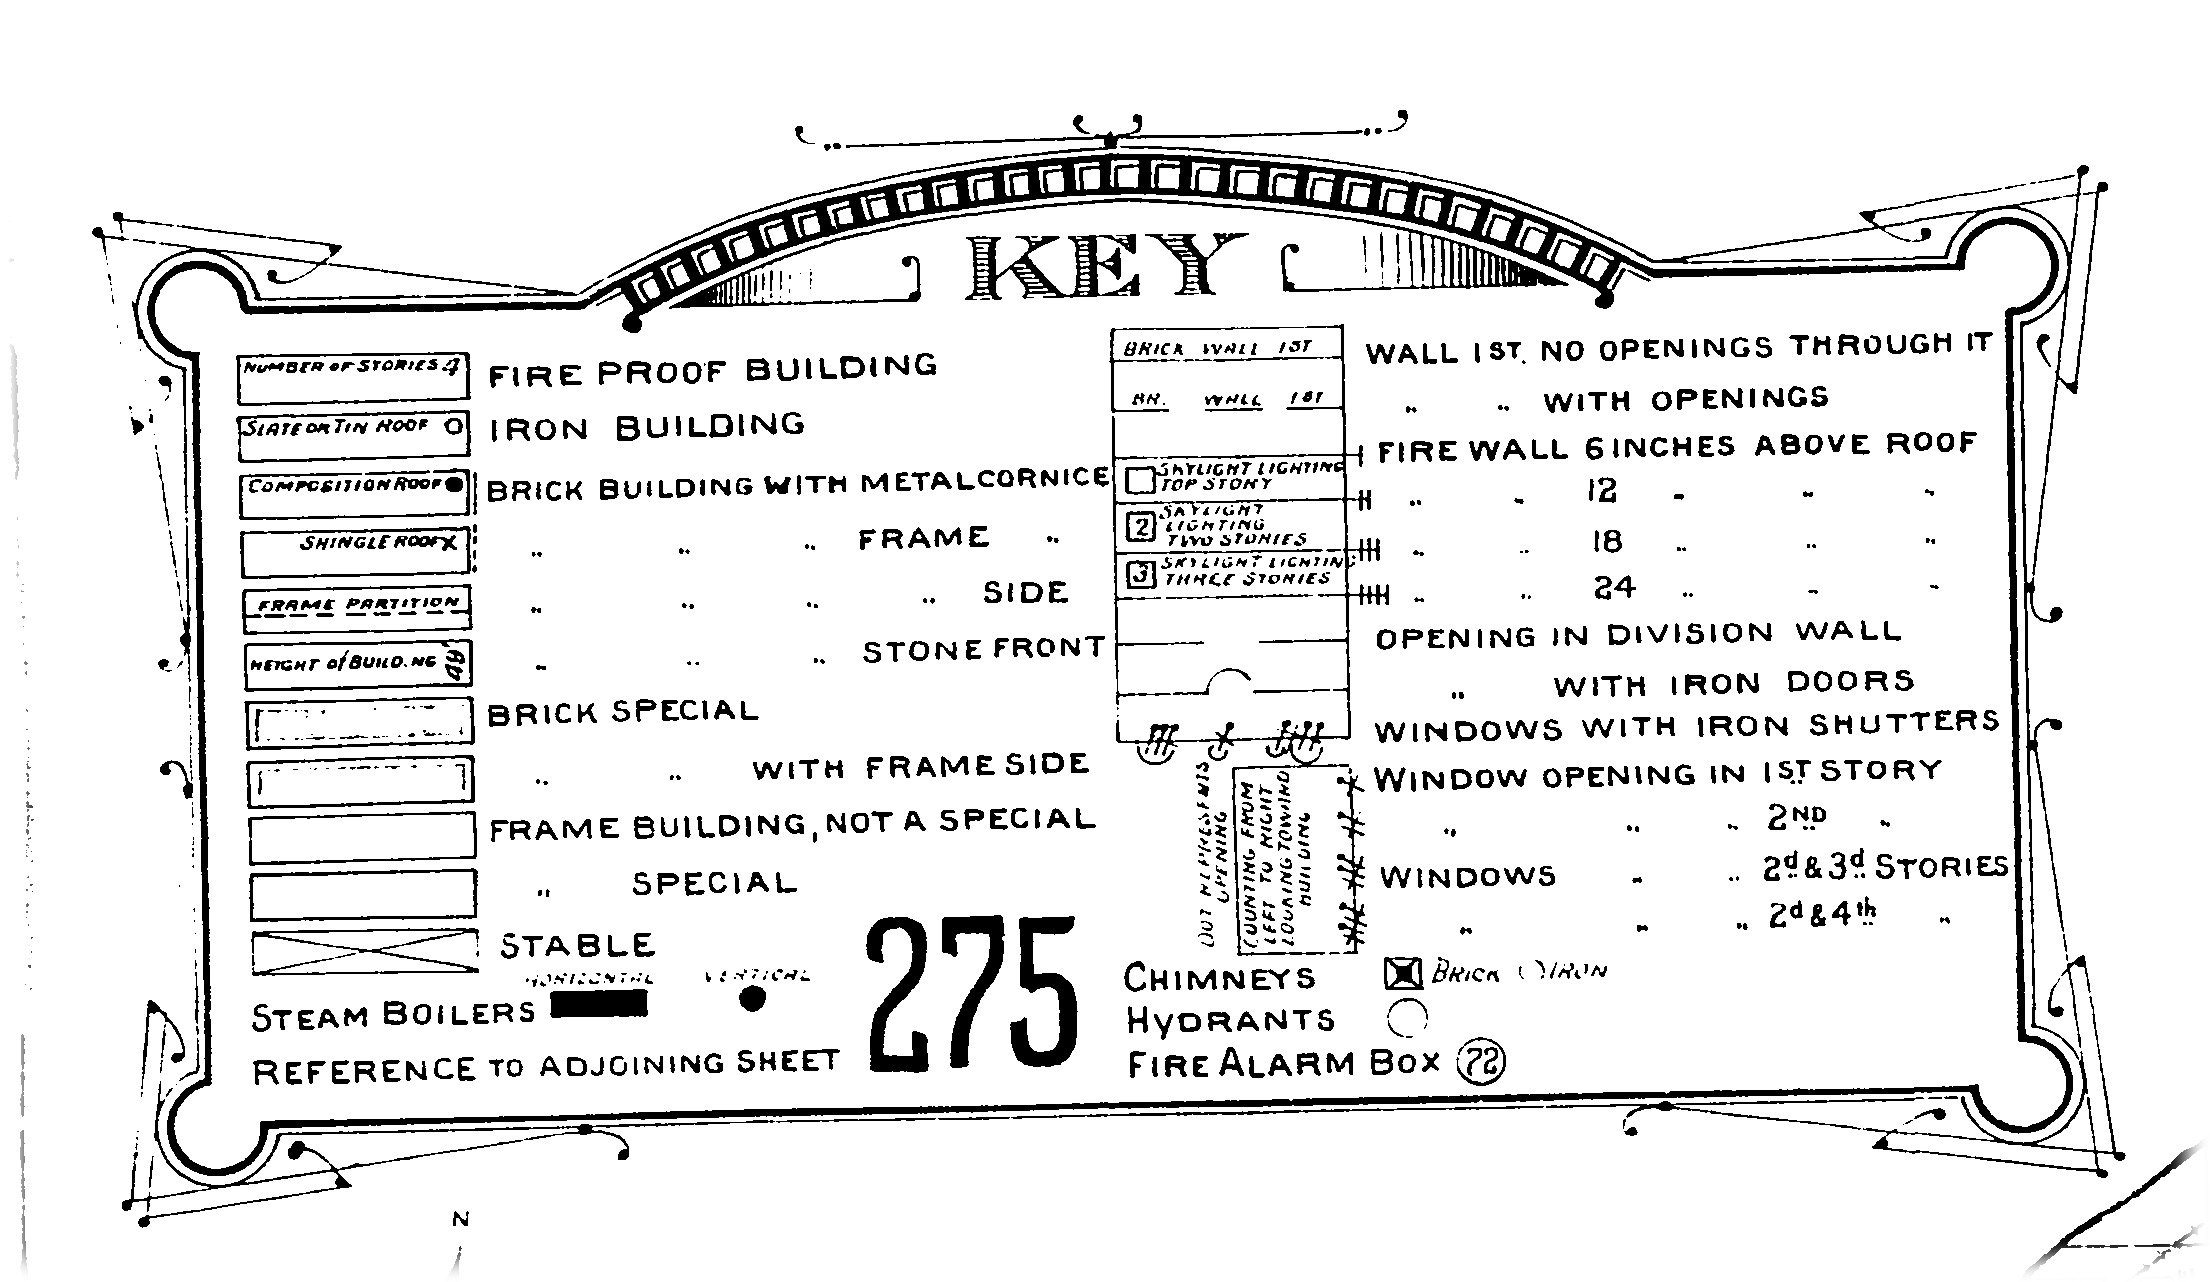 KEY
NUMBER OF STORIES 4 FIRE PROOF BUILDING
SLATE OR TIN ROOF O IRON BUILDING
COMPOSITION ROOF BRICK BUILDING WITH METAL CORNICE
SHINGLE ROOF X " " " FRAME "
FRAME PARTITION " " " " SIDE
HEIGHT of BUILDING 40' " " " STONE FRONT
BRICK SPECIAL
" " WITH FRAME SIDE
FRAME BUILDING, NOT A SPECIAL
" SPECIAL
STABLE
HORIZONTAL VERTICAL
STEAM BOILERS
REFERENCE TO ADJOINING SHEET 275
BRICK WALL 1ST WALL 1ST. NO OPENINGS THROUGH IT
BR. WALL 1ST " " WITH OPENINGS
FIRE WALL 6 INCHES ABOVE ROOF
SKYLIGHT LIGHTING
TOP STORY
" " 12 " " "
2 SKYLIGHT
LIGHTING
TWO STORIES
" " 18 " " "
3 SKYLIGHT LIGHTING
THREE STORIES
" " 24 " " "
OPENING IN DIVISION WALL
" WITH IRON DOORS
WINDOWS WITH IRON SHUTTERS
DOT REPRESENTS
OPENING
COUNTING FROM
LEFT TO RIGHT
LOOKING TOWARD
BUILDING
WINDOW OPENING IN 1ST STORY
" " " 2ND "
WINDOWS " " 2d & 3d STORIES
" " " 2d & 4th "
CHIMNEYS BRICK IRON
HYDRANTS
FIRE ALARM BOX 72
N